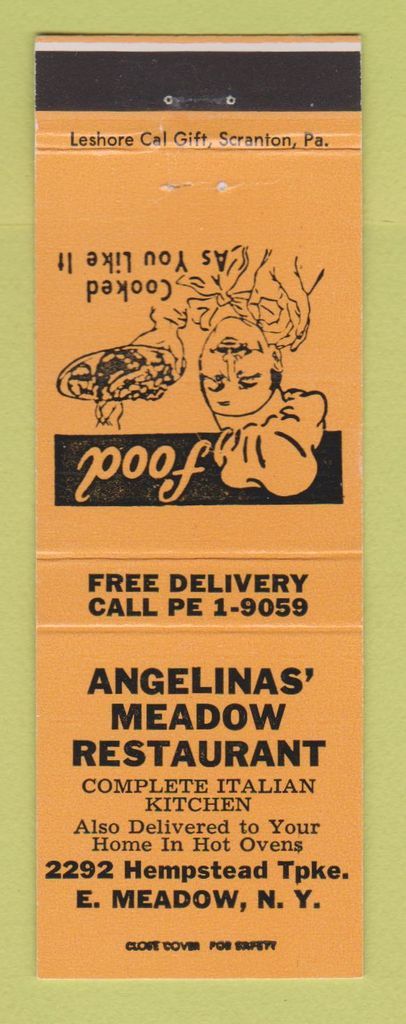 Leshore Cal Gift, Scranton, Pa.
Cooked
As You Like It
food
FREE DELIVERY
CALL PE 1-9059
ANGELINAS'
MEADOW
RESTAURANT
COMPLETE ITALIAN
KITCHEN
Also Delivered to Your
Home In Hot Ovens
2292 Hempstead Tpke.
E. MEADOW, N. Y.
CLOSE COVER FOR SAFETY